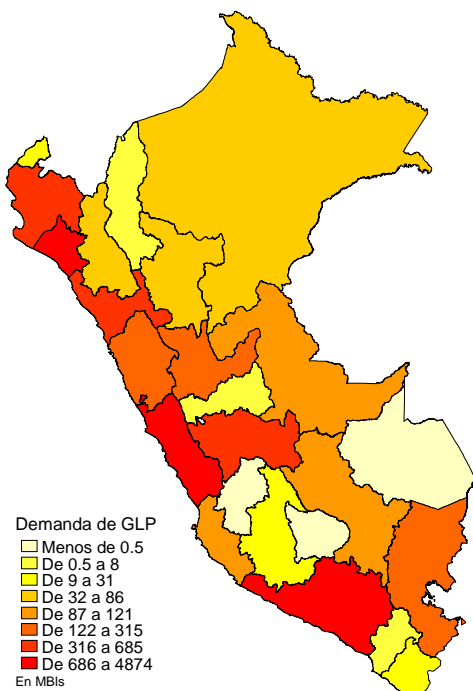 Demanda de GLP
Menos de 0.5
De 0.5 a 8
De 9 a 31
De 32 a 86
De 87 a 121
De 122 a 315
De 316 a 685
De 686 a 4874
En MBls